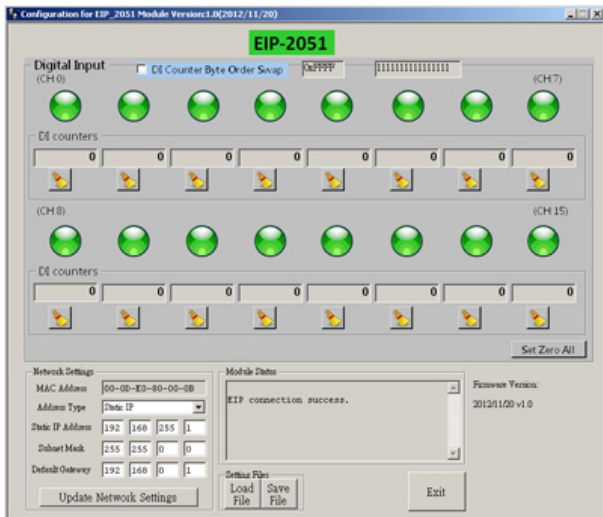 Configuration for EIP_2051 Module Version:1.0(2012/11/20)
EIP-2051
Digital Input
DI Counter Byte Order Swap
0xFFFF
1111111111111111
(CH 0)
(CH 7)
DI counters
0 0 0 0 0 0 0 0
(CH 8)
(CH 15)
DI counters
0 0 0 0 0 0 0 0
Set Zero All
Network Settings
MAC Address 00-0D-E0-80-00-0B
Address Type Static IP
Static IP Address 192 168 255 1
Subnet Mask 255 255 0 0
Default Gateway 192 168 0 1
Update Network Settings
Module Status
EIP connection success.
Setting Files
Load File
Save File
Firmware Version:
2012/11/20 v1.0
Exit